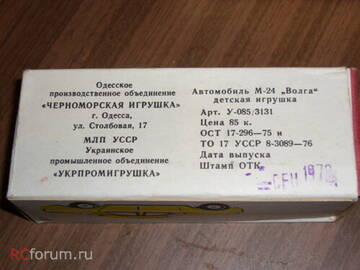 Одесское
производственное объединение
«ЧЕРНОМОРСКАЯ ИГРУШКА»
г. Одесса,
ул. Столбовая, 17
МЛП УССР
Украинское
промышленное объединение
«УКРПРОМИГРУШКА»
Автомобиль М-24 „Волга"
детская игрушка
Арт. У-085/3131
Цена 85 к.
ОСТ 17-296—75 и
ТО 17 УССР 8-3089—76
Дата выпуска
Штамп ОТК.
RCforum.ru